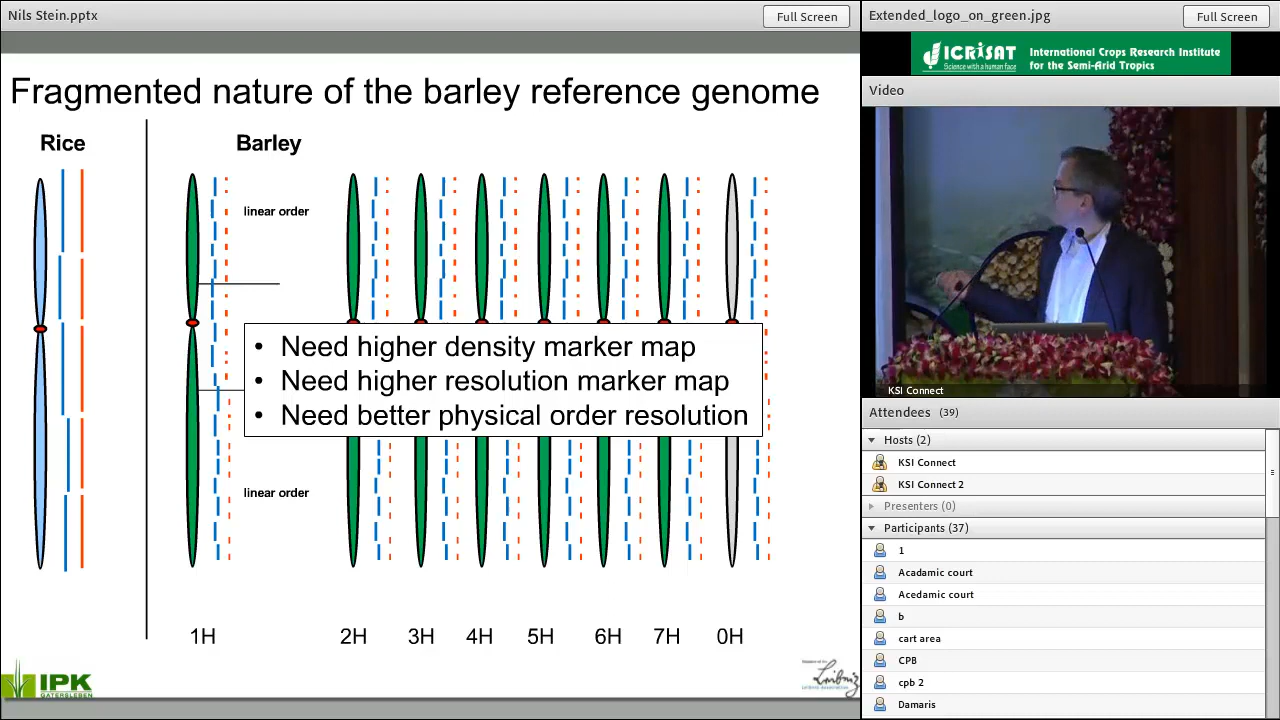 Nils Stein.pptx
Full Screen
Fragmented nature of the barley reference genome
Rice
Barley
linear order
• Need higher density marker map
• Need higher resolution marker map
• Need better physical order resolution
linear order
1H 2H 3H 4H 5H 6H 7H 0H
IPK
GATERSLEBEN
Leibniz
Extended_logo_on_green.jpg
Full Screen
ICRISAT
Science with a human face
International Crops Research Institute
for the Semi-Arid Tropics
Video
KSI Connect
Attendees (39)
Hosts (2)
KSI Connect
KSI Connect 2
Presenters (0)
Participants (37)
1
Acadamic court
Acedamic court
b
cart area
CPB
cpb 2
Damaris